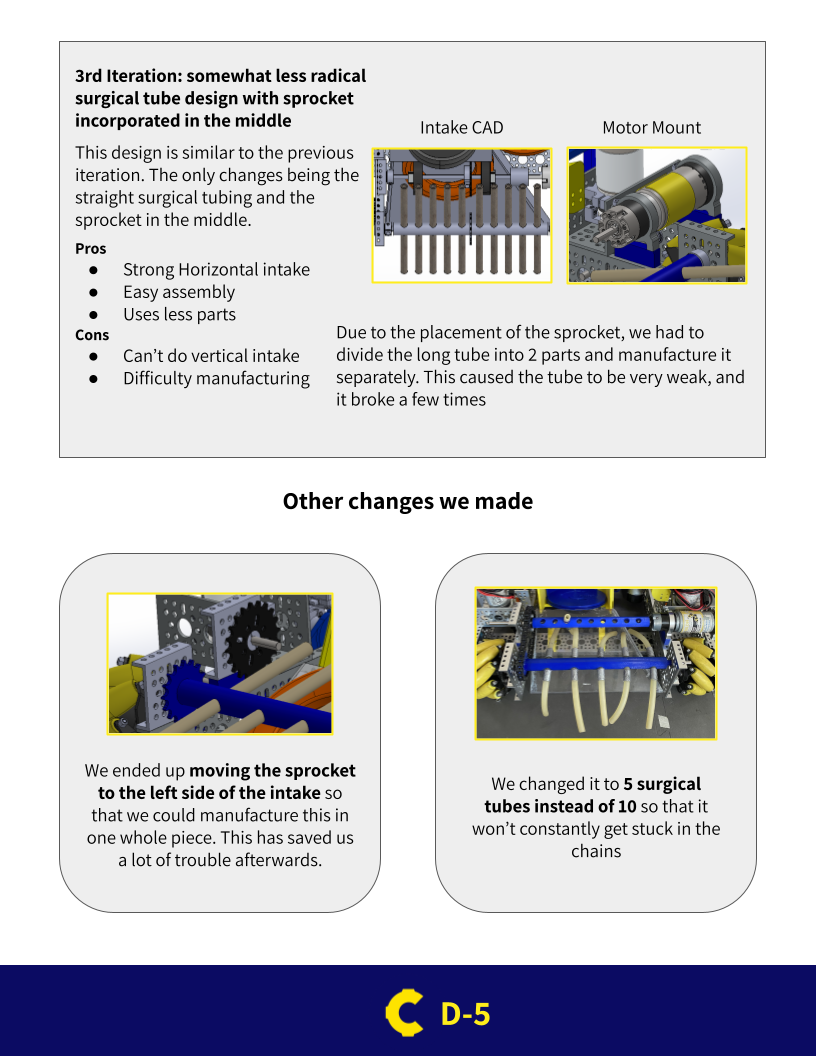 3rd Iteration: somewhat less radical
surgical tube design with sprocket
incorporated in the middle
This design is similar to the previous
iteration. The only changes being the
straight surgical tubing and the
sprocket in the middle.
Pros
● Strong Horizontal intake
● Easy assembly
● Uses less parts
Cons
● Can’t do vertical intake
● Difficulty manufacturing
Intake CAD
Motor Mount
Due to the placement of the sprocket, we had to
divide the long tube into 2 parts and manufacture it
separately. This caused the tube to be very weak, and
it broke a few times
Other changes we made
We ended up moving the sprocket
to the left side of the intake so
that we could manufacture this in
one whole piece. This has saved us
a lot of trouble afterwards.
We changed it to 5 surgical
tubes instead of 10 so that it
won’t constantly get stuck in the
chains
D-5